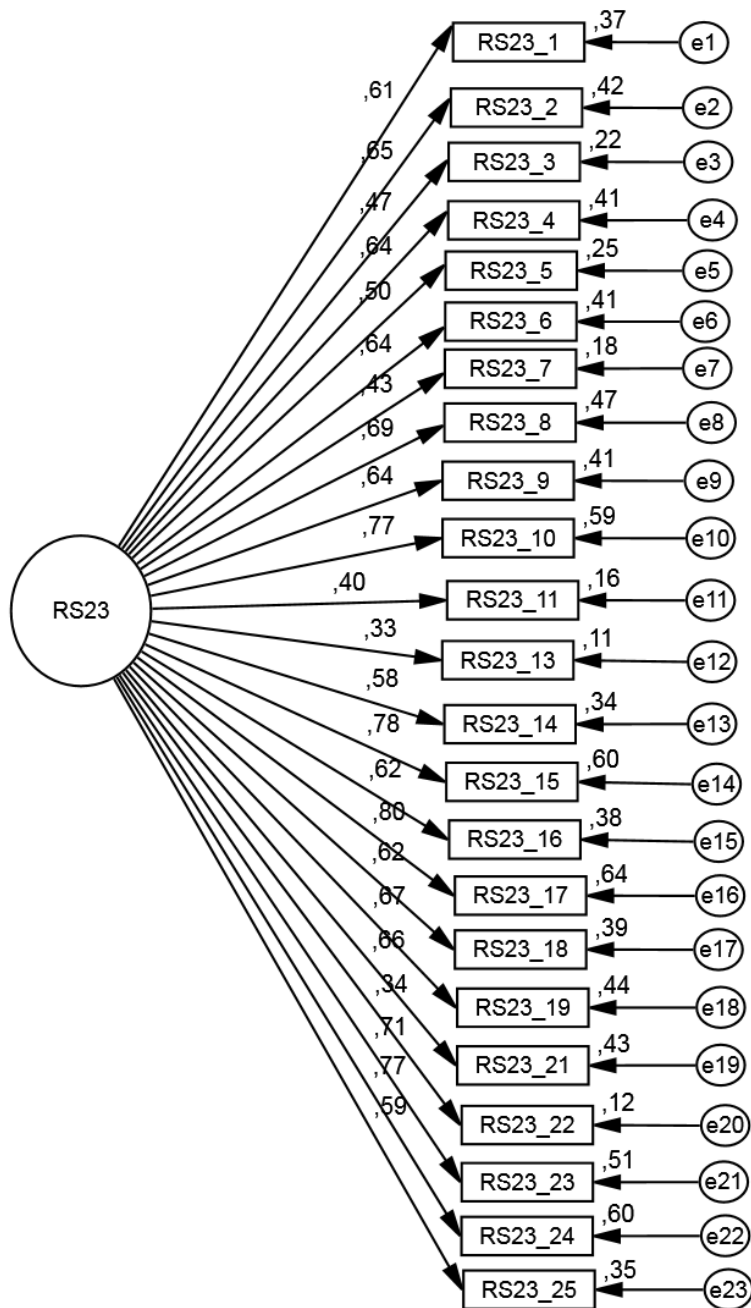 ,37
RS23_1 e1
,61
,42
RS23_2 e2
,65
,22
RS23_3 e3
,47
,41
RS23_4 e4
,64
,25
RS23_5 e5
,50
,41
RS23_6 e6
,64
,18
RS23_7 e7
,43
,47
RS23_8 e8
,69
,41
RS23_9 e9
,64
,59
RS23_10 e10
,77
,16
,40
RS23_11 e11
RS23
,33
,11
RS23_13 e12
,58
,34
RS23_14 e13
,78
,60
RS23_15 e14
,62
,38
RS23_16 e15
,80
,64
,62
RS23_17 e16
,67
,39
RS23_18 e17
,66
,44
RS23_19 e18
,34
,43
,71
RS23_21 e19
,77
,12
,59
RS23_22 e20
,51
RS23_23 e21
,60
RS23_24 e22
,35
RS23_25 e23